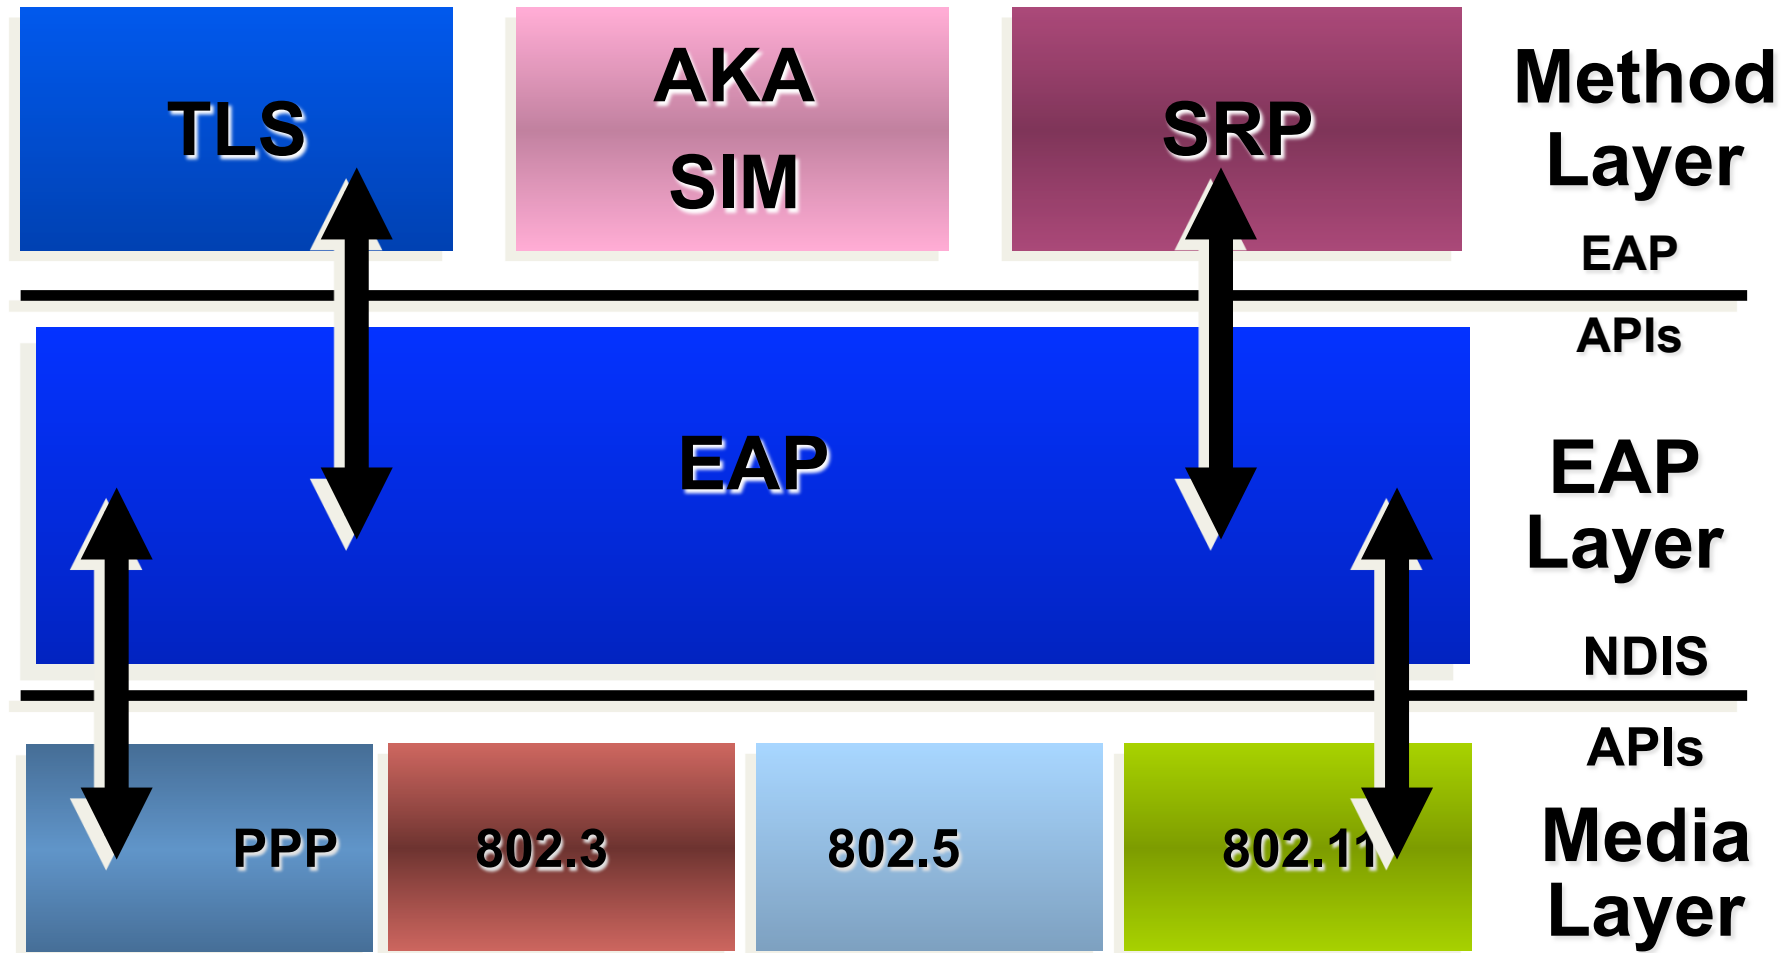 TLS
AKA
SIM
SRP
Method
Layer
EAP
APIs
EAP
EAP
Layer
NDIS
APIs
PPP
802.3
802.5
802.11
Media
Layer